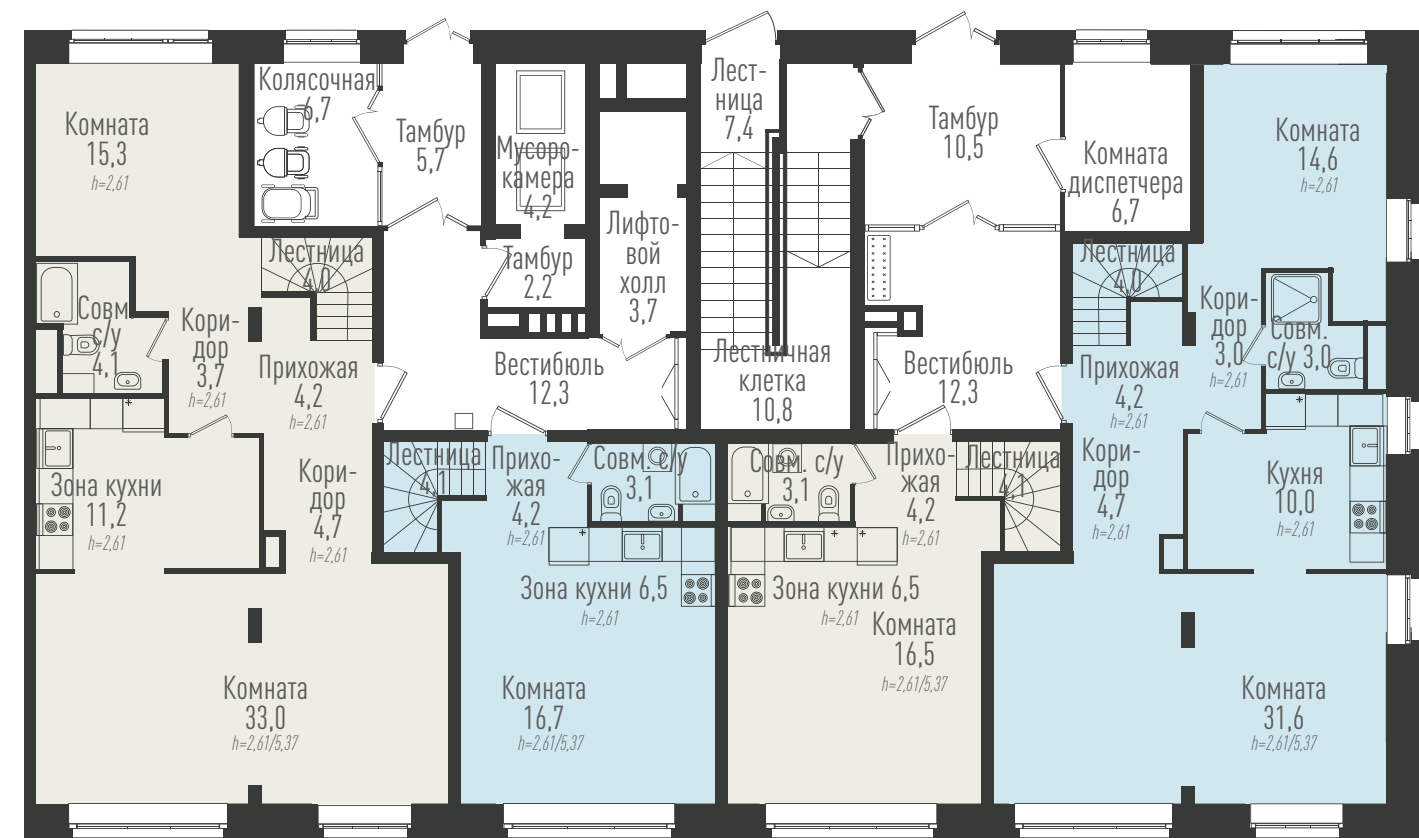 Комната
15,3
h=2,61
Колясочная
6,7
Тамбур
5,7
Мусоро-
камера
4,2
Тамбур
2,2
Лифто-
вой
холл
3,7
Лест-
ница
7,4
Тамбур
10,5
Комната
диспетчера
6,7
Комната
14,6
h=2,61
Лестница
4,0
Совм.
с/у
4,1
Кори-
дор
3,7
h=2,61
Прихожая
4,2
h=2,61
Вестибюль
12,3
Лестничная
клетка
10,8
Вестибюль
12,3
Лестница
4,0
Прихожая
4,2
h=2,61
Кори-
дор
3,0
h=2,61
Совм.
с/у 3,0
Зона кухни
11,2
h=2,61
Кори-
дор
4,7
h=2,61
Лестница
4,1
Прихо-
жая
4,2
h=2,61
Совм. с/у
3,1
Совм. с/у
3,1
Прихо-
жая
4,2
h=2,61
Лестница
4,1
Кори-
дор
4,7
h=2,61
Кухня
10,0
h=2,61
Зона кухни 6,5
h=2,61
Зона кухни 6,5
h=2,61
Комната
33,0
h=2,61/5,37
Комната
16,7
h=2,61/5,37
Комната
16,5
h=2,61/5,37
Комната
31,6
h=2,61/5,37